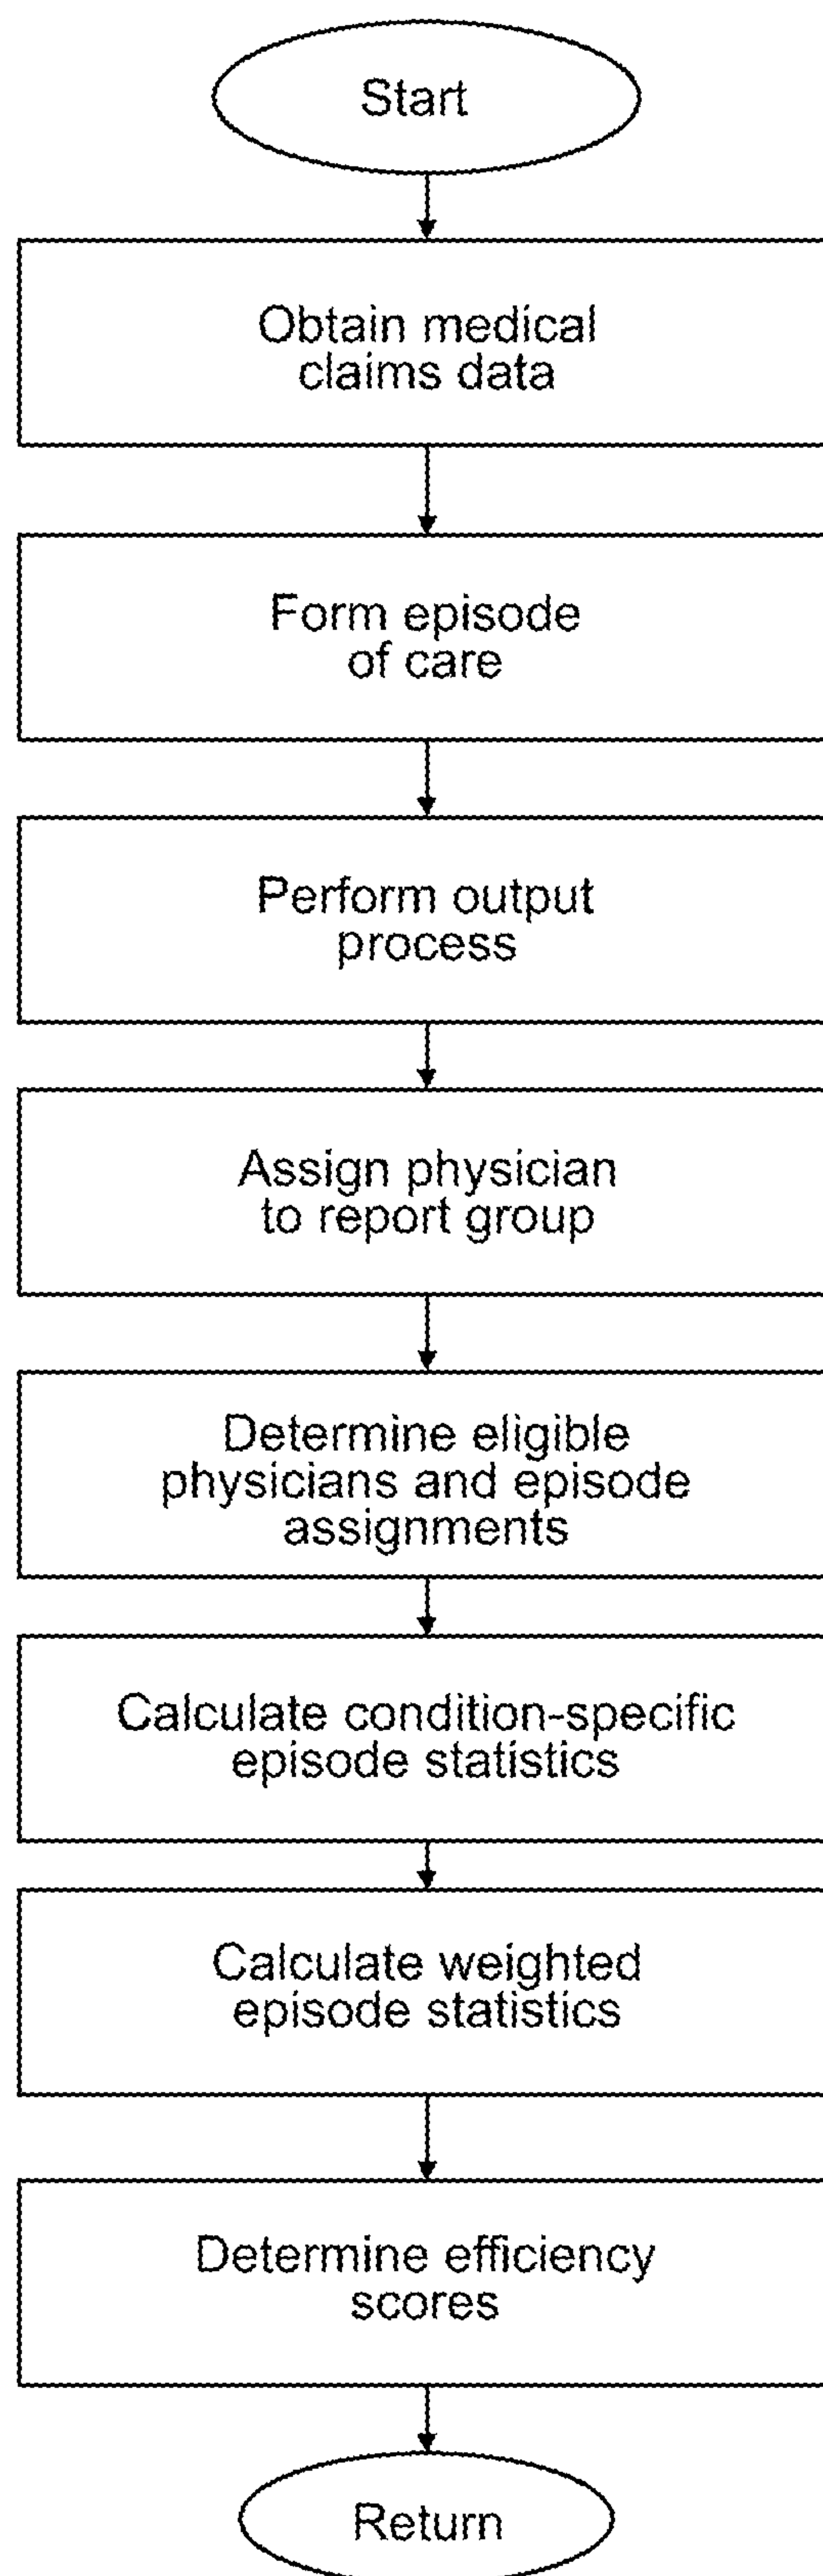 Start
Obtain medical
claims data
Form episode
of care
Perform output
process
Assign physician
to report group
Determine eligible
physicians and episode
assignments
Calculate condition-specific
episode statistics
Calculate weighted
episode statistics
Determine efficiency
scores
Return